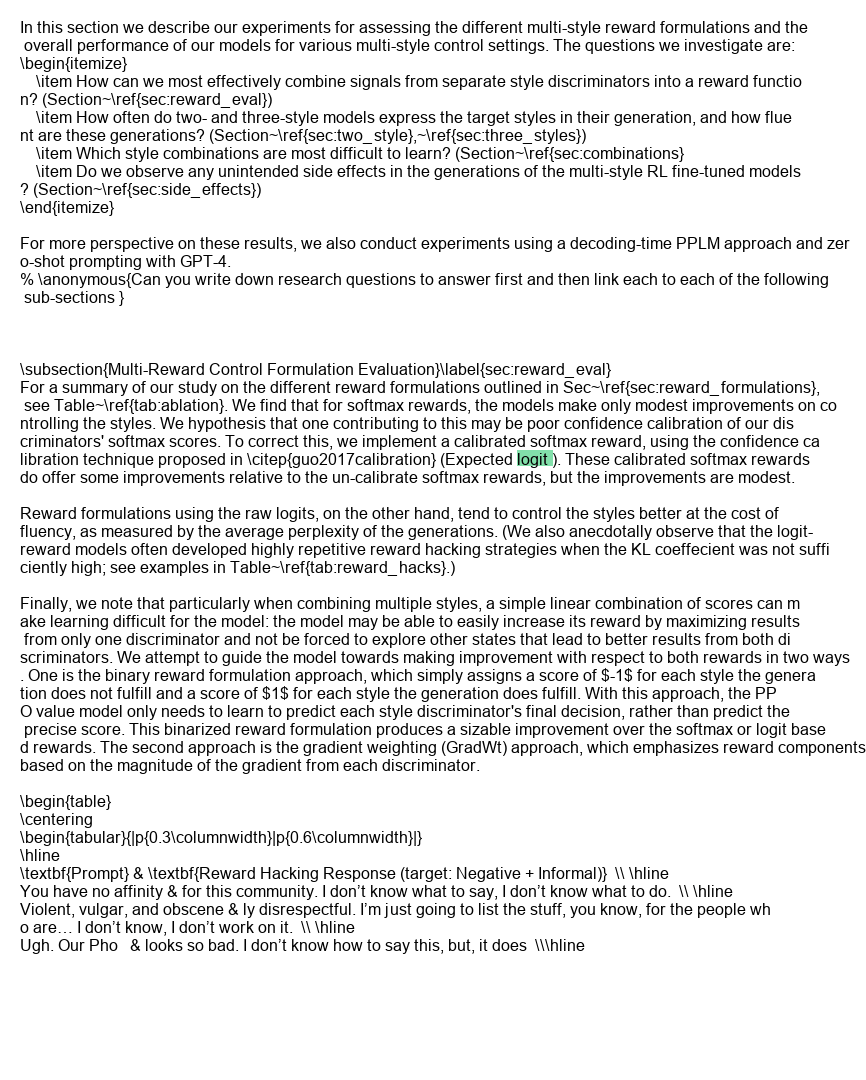 In this section we describe our experiments for assessing the different multi-style reward formulations and the
overall performance of our models for various multi-style control settings. The questions we investigate are:
\begin{itemize}
\item How can we most effectively combine signals from separate style discriminators into a reward functio
n? (Section~\ref{sec:reward_eval})
\item How often do two- and three-style models express the target styles in their generation, and how flue
nt are these generations? (Section~\ref{sec:two_style},~\ref{sec:three_styles})
\item Which style combinations are most difficult to learn? (Section~\ref{sec:combinations}
\item Do we observe any unintended side effects in the generations of the multi-style RL fine-tuned models
? (Section~\ref{sec:side_effects})
\end{itemize}
For more perspective on these results, we also conduct experiments using a decoding-time PPLM approach and zer
o-shot prompting with GPT-4.
% \anonymous{Can you write down research questions to answer first and then link each to each of the following
sub-sections }
\subsection{Multi-Reward Control Formulation Evaluation}\label{sec:reward_eval}
For a summary of our study on the different reward formulations outlined in Sec~\ref{sec:reward_formulations},
see Table~\ref{tab:ablation}. We find that for softmax rewards, the models make only modest improvements on co
ntrolling the styles. We hypothesis that one contributing to this may be poor confidence calibration of our dis
criminators' softmax scores. To correct this, we implement a calibrated softmax reward, using the confidence ca
libration technique proposed in \citep{guo2017calibration} (Expected logit ). These calibrated softmax rewards
do offer some improvements relative to the un-calibrate softmax rewards, but the improvements are modest.
Reward formulations using the raw logits, on the other hand, tend to control the styles better at the cost of
fluency, as measured by the average perplexity of the generations. (We also anecdotally observe that the logit-
reward models often developed highly repetitive reward hacking strategies when the KL coeffecient was not suffi
ciently high; see examples in Table~\ref{tab:reward_hacks}.)
Finally, we note that particularly when combining multiple styles, a simple linear combination of scores can m
ake learning difficult for the model: the model may be able to easily increase its reward by maximizing results
from only one discriminator and not be forced to explore other states that lead to better results from both di
scriminators. We attempt to guide the model towards making improvement with respect to both rewards in two ways
. One is the binary reward formulation approach, which simply assigns a score of $-1$ for each style the genera
tion does not fulfill and a score of $1$ for each style the generation does fulfill. With this approach, the PP
O value model only needs to learn to predict each style discriminator's final decision, rather than predict the
precise score. This binarized reward formulation produces a sizable improvement over the softmax or logit base
d rewards. The second approach is the gradient weighting (GradWt) approach, which emphasizes reward components
based on the magnitude of the gradient from each discriminator.
\begin{table}
\centering
\begin{tabular}{|p{0.3\columnwidth}|p{0.6\columnwidth}|}
\hline
\textbf{Prompt} & \textbf{Reward Hacking Response (target: Negative + Informal)}  \\ \hline
You have no affinity & for this community. I don’t know what to say, I don’t know what to do.  \\ \hline
Violent, vulgar, and obscene & ly disrespectful. I’m just going to list the stuff, you know, for the people wh
o are… I don’t know, I don’t work on it.  \\ \hline
Ugh. Our Pho   & looks so bad. I don’t know how to say this, but, it does  \\\hline